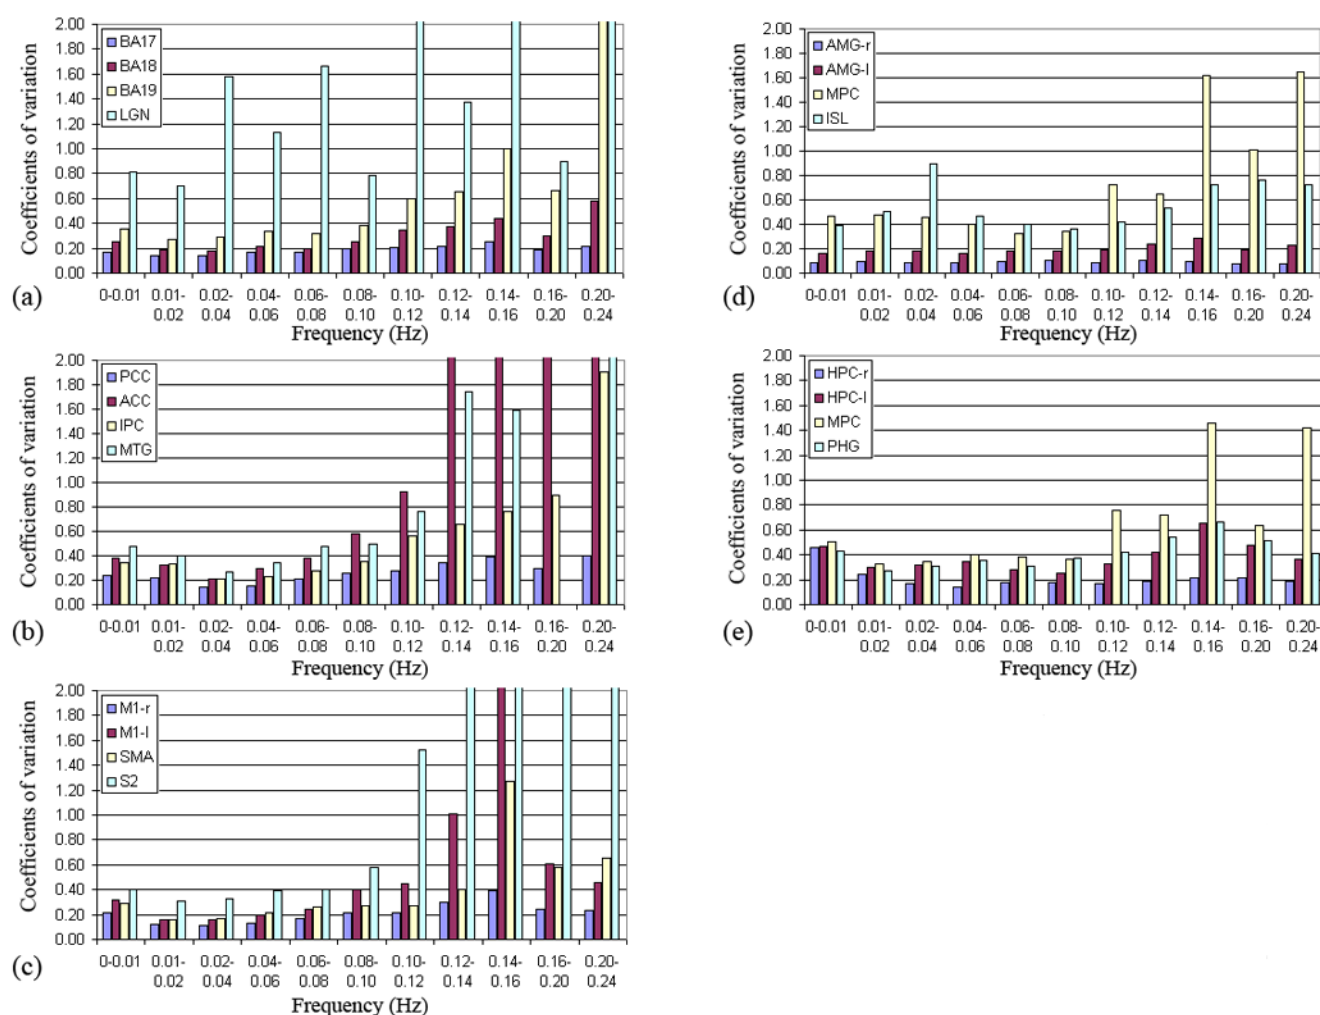 2.00
1.80
1.60
1.40
1.20
1.00
0.80
0.60
0.40
0.20
0.00
Coefficients of variation
BA17
BA18
BA19
LGN
0-0.01 0.01- 0.02- 0.04- 0.06- 0.08- 0.10- 0.12- 0.14- 0.16- 0.20-
0.02 0.04 0.06 0.08 0.10 0.12 0.14 0.16 0.20 0.24
Frequency (Hz)
(a)
2.00
1.80
1.60
1.40
1.20
1.00
0.80
0.60
0.40
0.20
0.00
Coefficients of variation
PCC
ACC
IPC
MTG
0-0.01 0.01- 0.02- 0.04- 0.06- 0.08- 0.10- 0.12- 0.14- 0.16- 0.20-
0.02 0.04 0.06 0.08 0.10 0.12 0.14 0.16 0.20 0.24
Frequency (Hz)
(b)
2.00
1.80
1.60
1.40
1.20
1.00
0.80
0.60
0.40
0.20
0.00
Coefficients of variation
M1-r
M1-l
SMA
S2
0-0.01 0.01- 0.02- 0.04- 0.06- 0.08- 0.10- 0.12- 0.14- 0.16- 0.20-
0.02 0.04 0.06 0.08 0.10 0.12 0.14 0.16 0.20 0.24
Frequency (Hz)
(c)
2.00
1.80
1.60
1.40
1.20
1.00
0.80
0.60
0.40
0.20
0.00
Coefficients of variation
AMG-r
AMG-l
MPC
ISL
0-0.01 0.01- 0.02- 0.04- 0.06- 0.08- 0.10- 0.12- 0.14- 0.16- 0.20-
0.02 0.04 0.06 0.08 0.10 0.12 0.14 0.16 0.20 0.24
Frequency (Hz)
(d)
2.00
1.80
1.60
1.40
1.20
1.00
0.80
0.60
0.40
0.20
0.00
Coefficients of variation
HPC-r
HPC-l
MPC
PHG
0-0.01 0.01- 0.02- 0.04- 0.06- 0.08- 0.10- 0.12- 0.14- 0.16- 0.20-
0.02 0.04 0.06 0.08 0.10 0.12 0.14 0.16 0.20 0.24
Frequency (Hz)
(e)